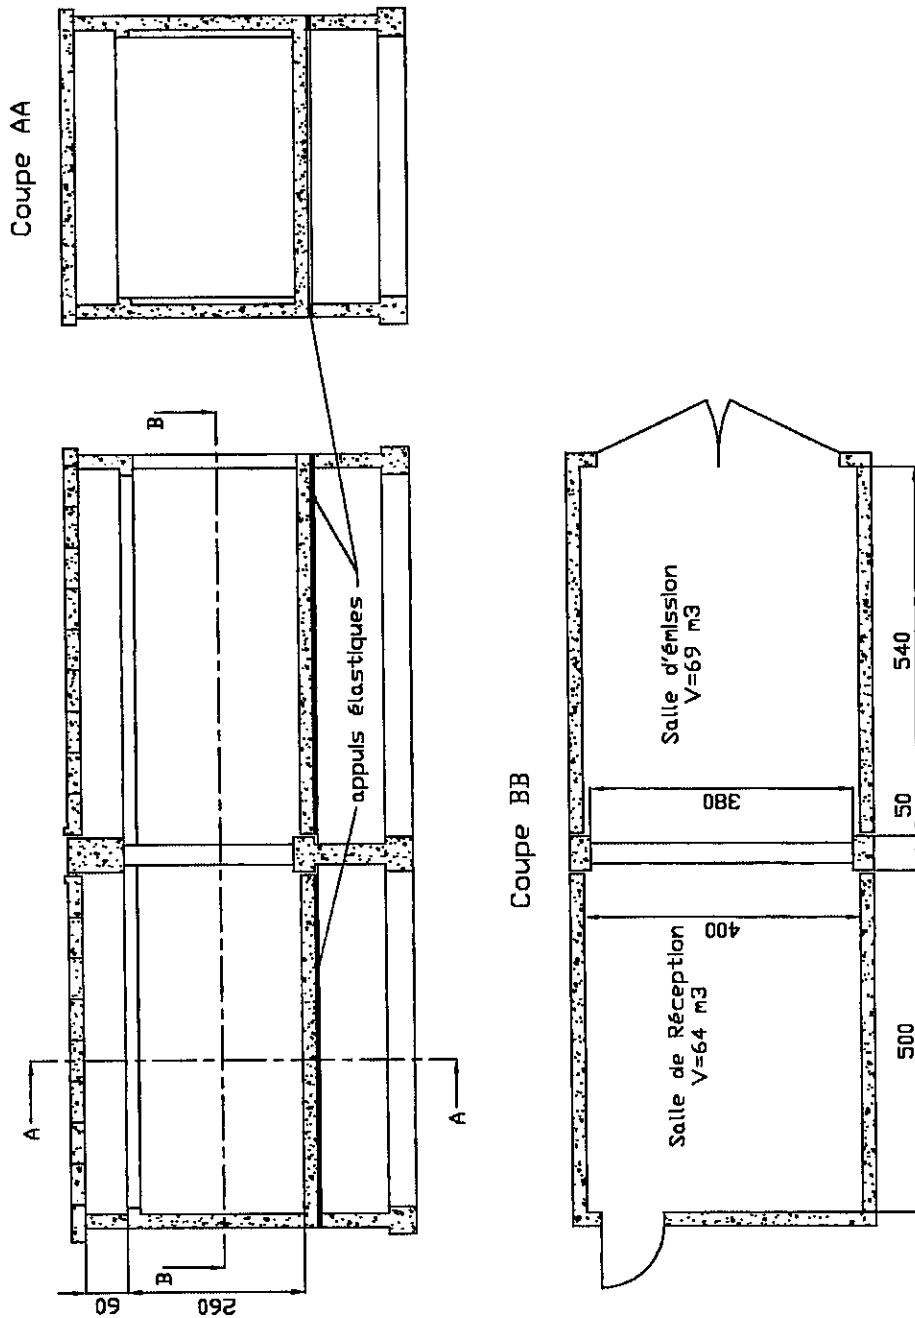 Coupe AA
B
appuis élastiques
A
A
B
60
260
Coupe BB
Salle d'émission
V=69 m3
380
400
Salle de Réception
V=64 m3
540
50
500